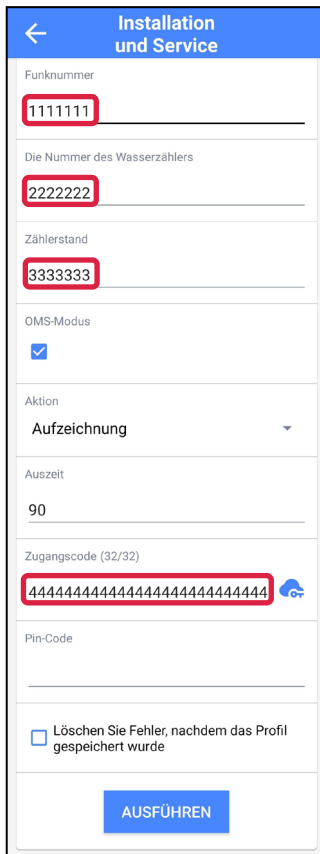 Installation
und Service
Funknummer
1111111
Die Nummer des Wasserzählers
2222222
Zählerstand
3333333
OMS-Modus
Aktion
Aufzeichnung
Auszeit
90
Zugangscode (32/32)
44444444444444444444444444
Pin-Code
Löschen Sie Fehler, nachdem das Profil
gespeichert wurde
AUSFÜHREN